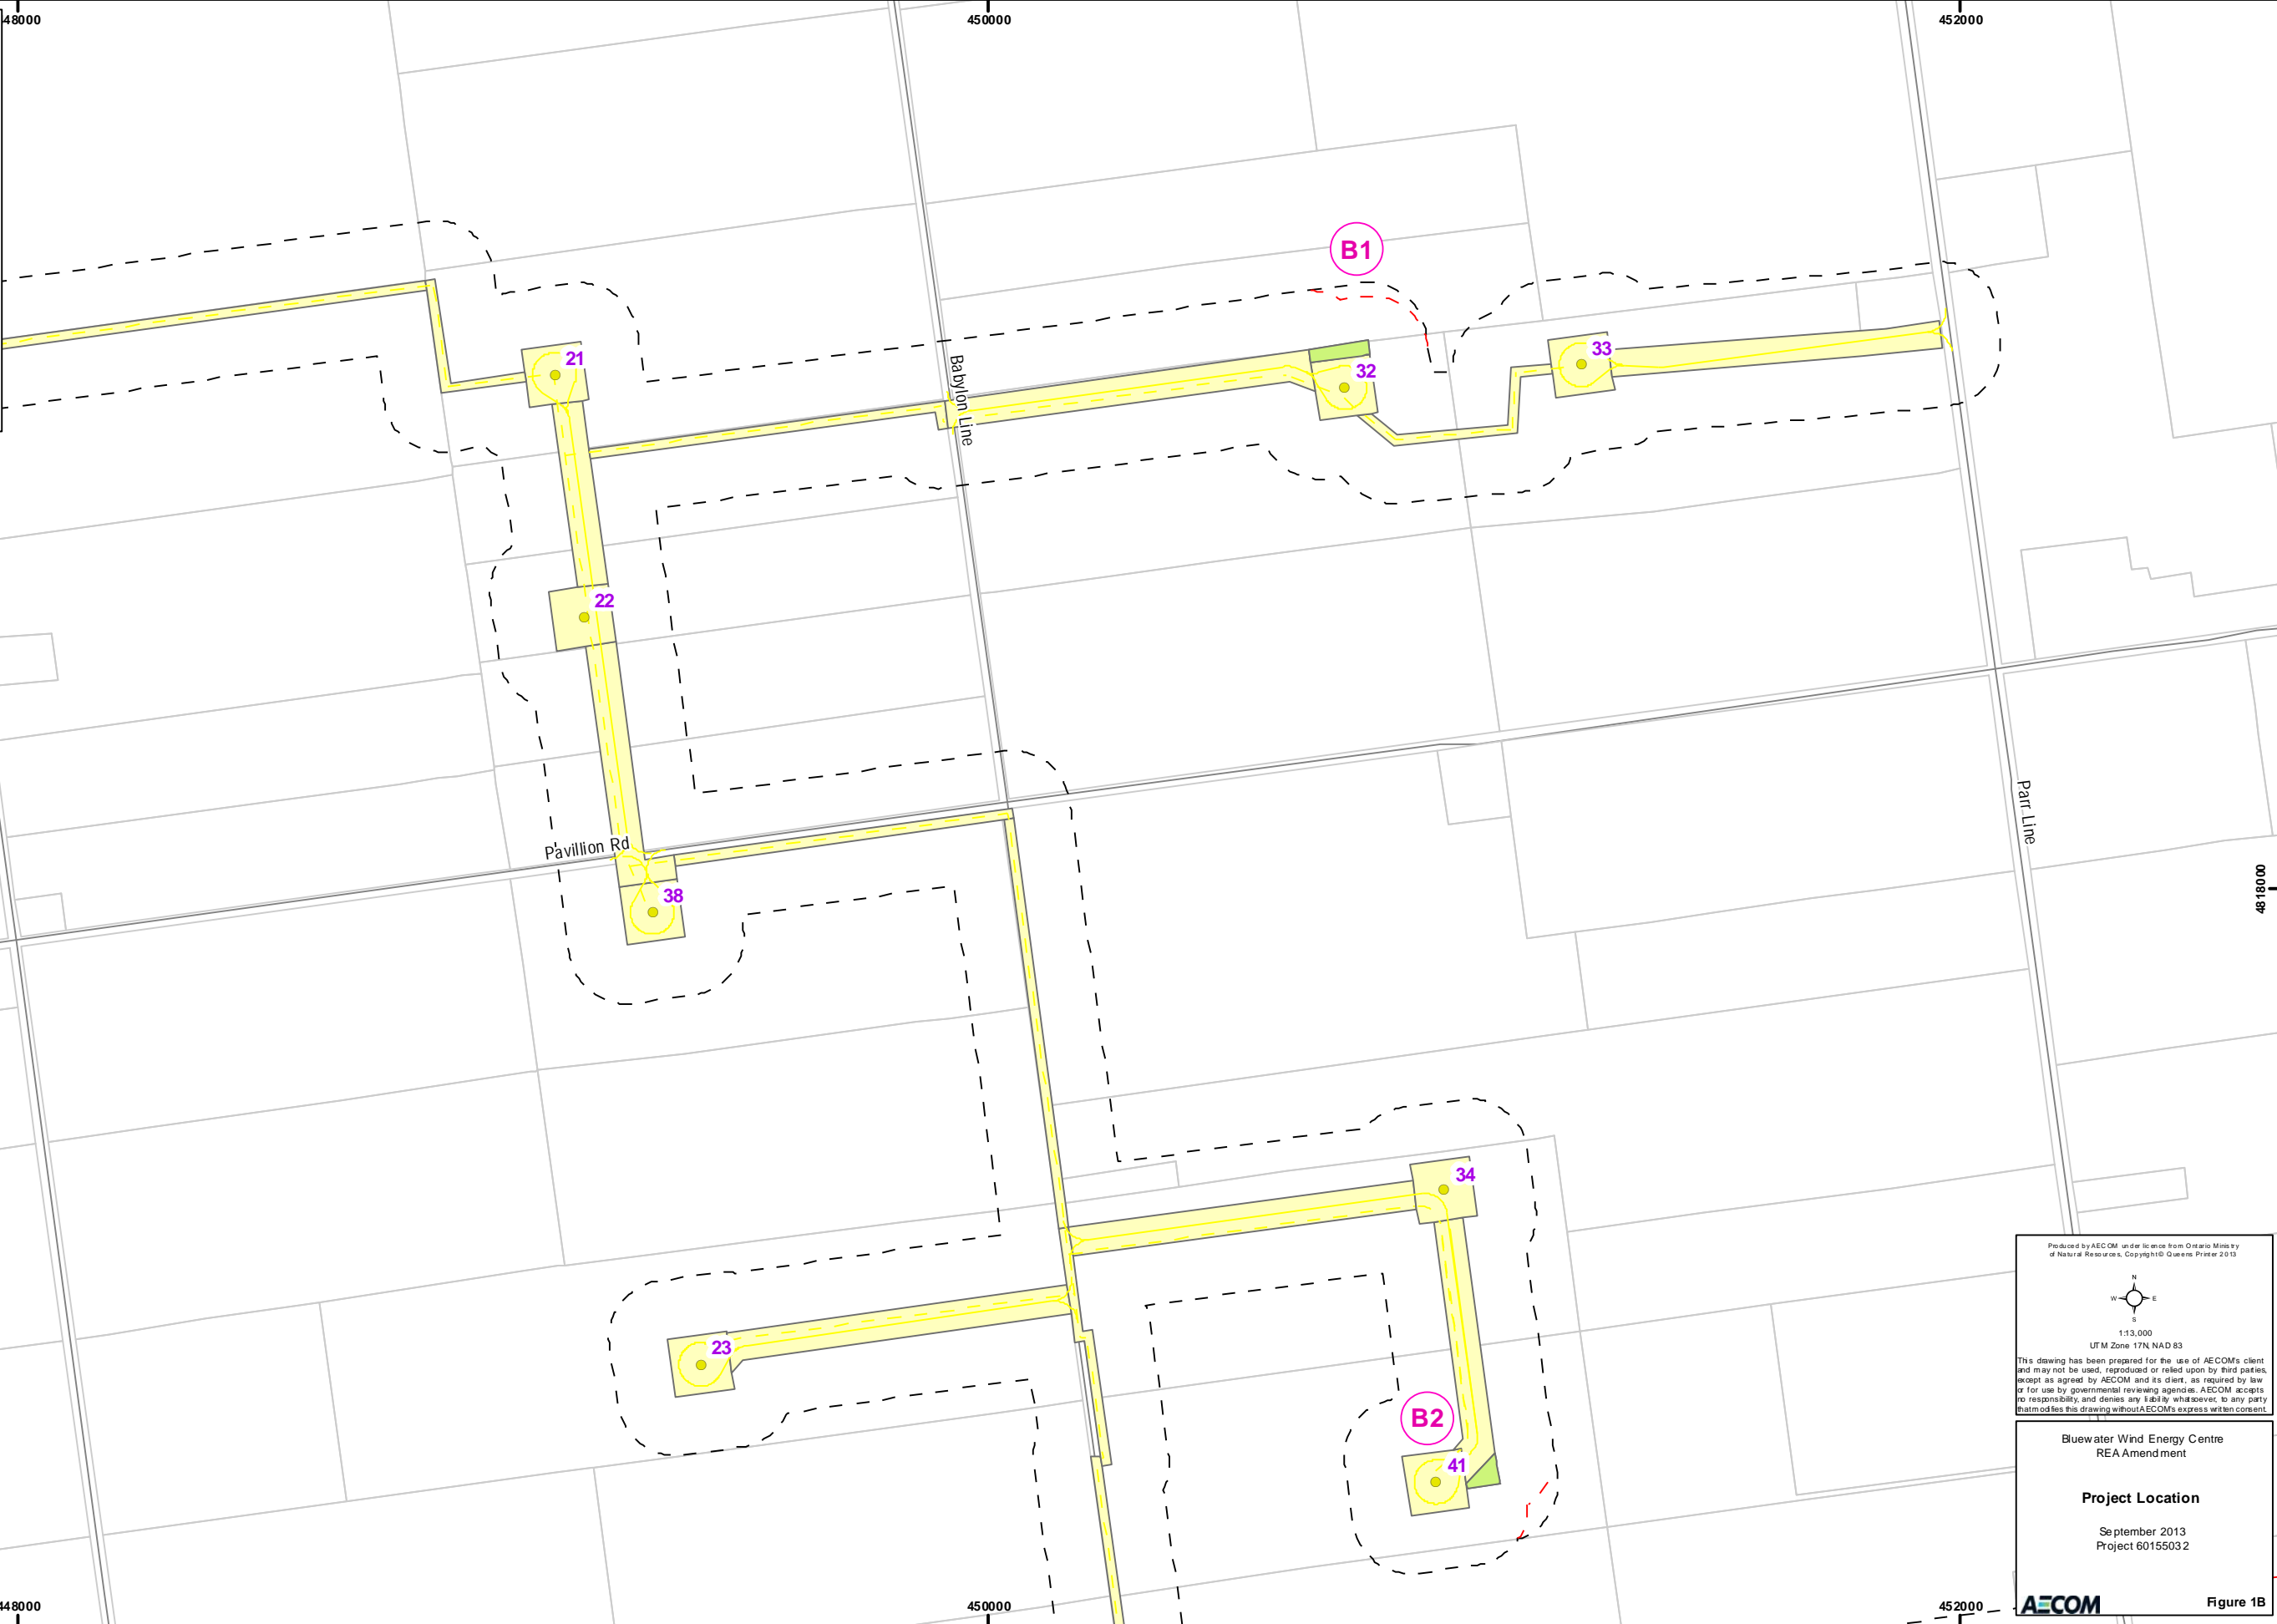 48000
450000
452000
B1
21
33
32
Babylon Line
22
Parr Line
Pavillion Rd
38
4818000
34
23
B2
41
Produced by AECOM under licence from Ontario Ministry
of Natural Resources, Copyright © Queens Printer 2013
N
W E
S
1:13,000
UTM Zone 17N, NAD 83
This drawing has been prepared for the use of AECOM's client
and may not be used, reproduced or relied upon by third parties,
except as agreed by AECOM and its client, as required by law
or for use by governmental reviewing agencies. AECOM accepts
no responsibility, and denies any liability whatsoever, to any party
that modifies this drawing without AECOM's express written consent.
Bluewater Wind Energy Centre
REA Amendment
Project Location
September 2013
Project 60155032
AECOM
Figure 1B
448000
450000
452000